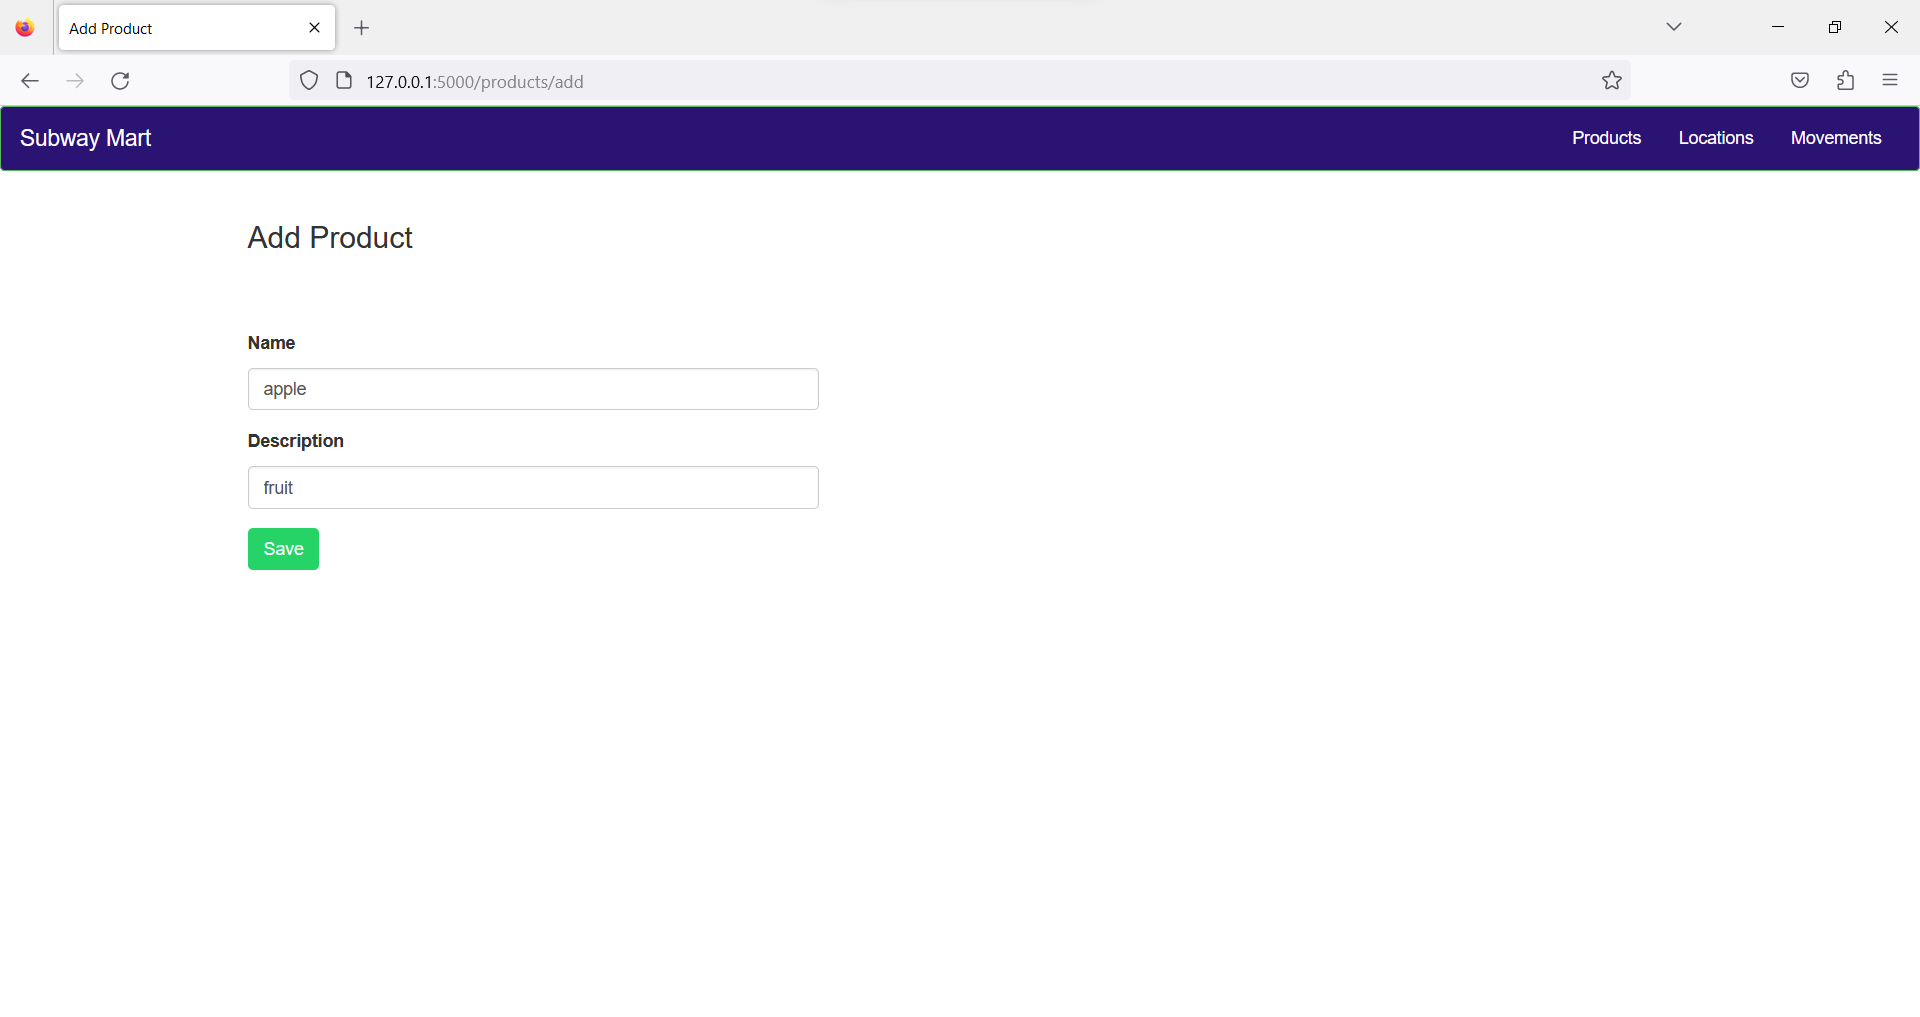 Add Product
127.0.0.1:5000/products/add
Subway Mart Products Locations Movements
Add Product
Name
apple
Description
fruit
Save